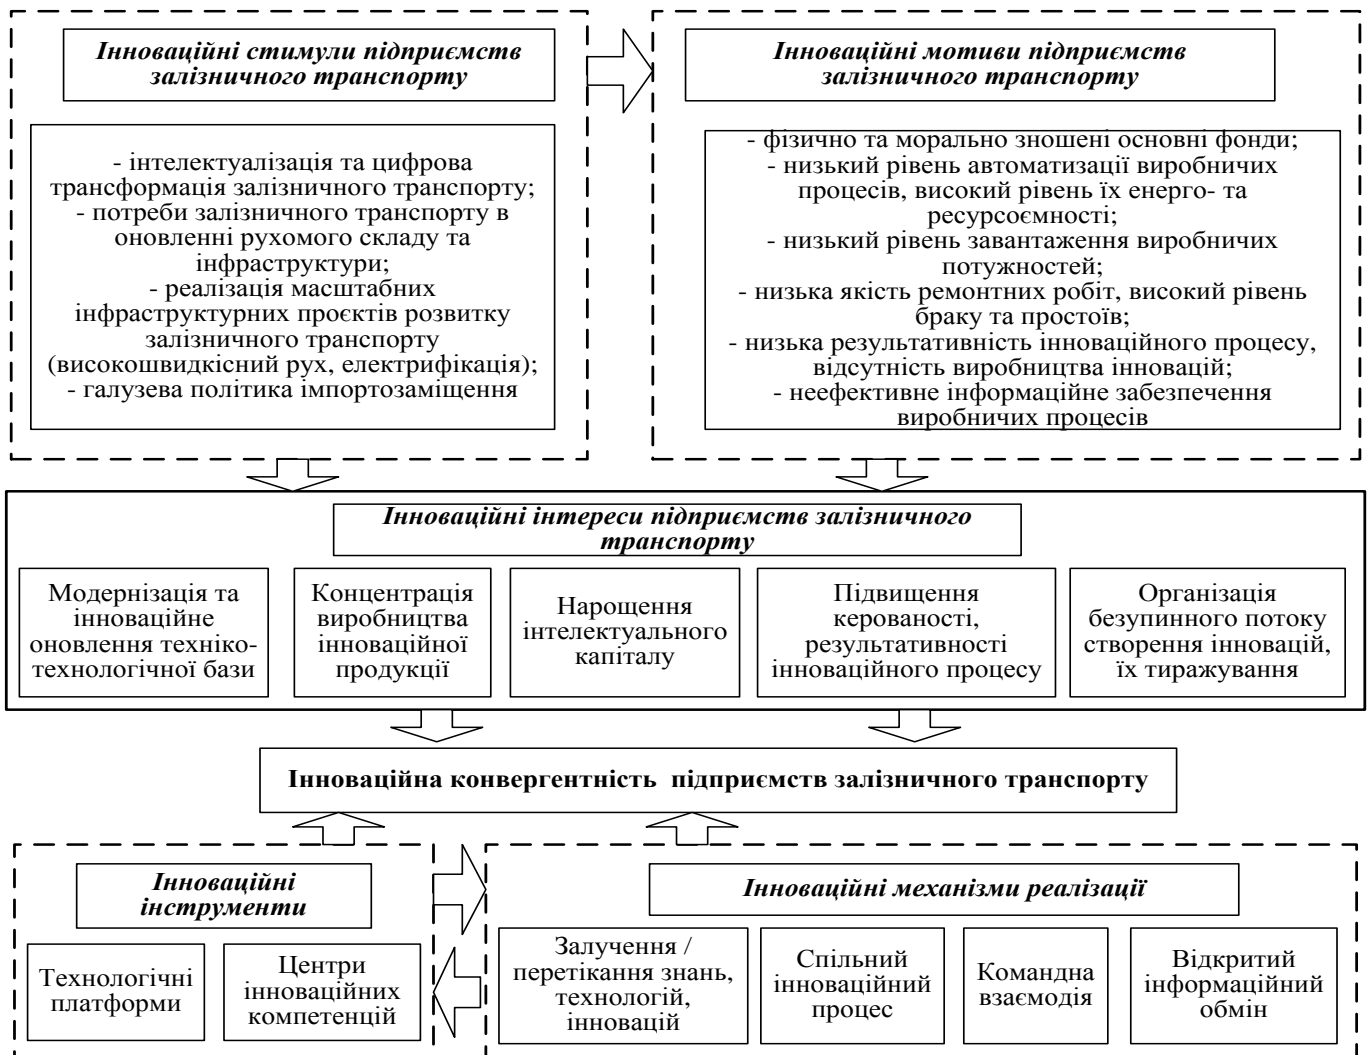 Інноваційні стимули підприємств
залізничного транспорту
Інноваційні мотиви підприємств
залізничного транспорту
- інтелектуалізація та цифрова
трансформація залізничного транспорту;
- потреби залізничного транспорту в
оновленні рухомого складу та
інфраструктури;
- реалізація масштабних
інфраструктурних проєктів розвитку
залізничного транспорту
(високошвидкісний рух, електрифікація);
- галузева політика імпортозаміщення
- фізично та морально зношені основні фонди;
- низький рівень автоматизації виробничих
процесів, високий рівень їх енерго- та
ресурсоємності;
- низький рівень завантаження виробничих
потужностей;
- низька якість ремонтних робіт, високий рівень
браку та простоїв;
- низька результативність інноваційного процесу,
відсутність виробництва інновацій;
- неефективне інформаційне забезпечення
виробничих процесів
Інноваційні інтереси підприємств залізничного
транспорту
Модернізація та
інноваційне
оновлення техніко-
технологічної бази
Концентрація
виробництва
інноваційної
продукції
Нарощення
інтелектуального
капіталу
Підвищення
керованості,
результативності
інноваційного процесу
Організація
безупинного потоку
створення інновацій,
їх тиражування
Інноваційна конвергентність підприємств залізничного транспорту
Інноваційні
інструменти
Технологічні
платформи
Центри
інноваційних
компетенцій
Інноваційні механізми реалізації
Залучення /
перетікання знань,
технологій,
інновацій
Спільний
інноваційний
процес
Командна
взаємодія
Відкритий
інформаційний
обмін